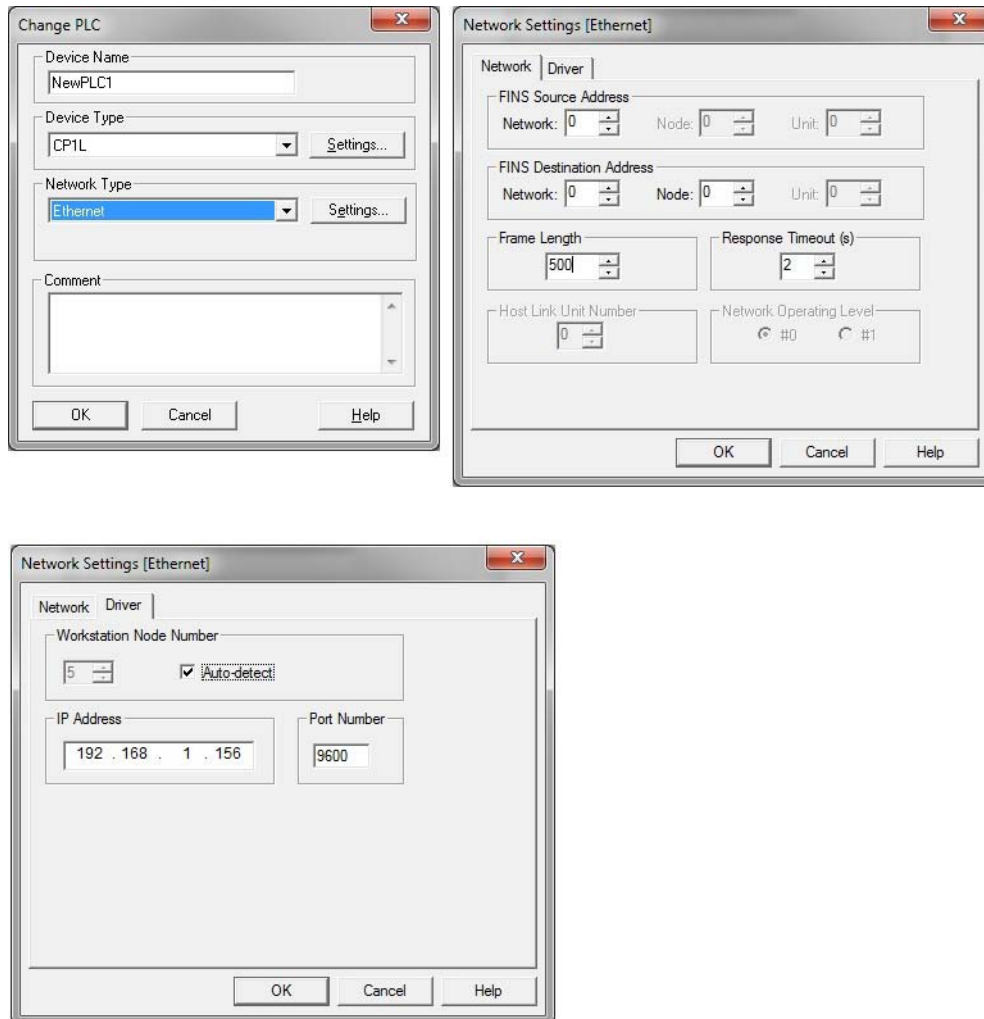 Change PLC
Device Name
NewPLC1
Device Type
CP1L Settings...
Network Type
Ethernet Settings...
Comment
OK Cancel Help
Network Settings [Ethernet]
Network Driver
FINS Source Address
Network: 0 Node: 0 Unit: 0
FINS Destination Address
Network: 0 Node: 0 Unit: 0
Frame Length Response Timeout (s)
500 2
Host Link Unit Number Network Operating Level
0 #0 #1
OK Cancel Help
Network Settings [Ethernet]
Network Driver
Workstation Node Number
5 Auto-detect
IP Address Port Number
192 . 168 . 1 . 156 9600
OK Cancel Help